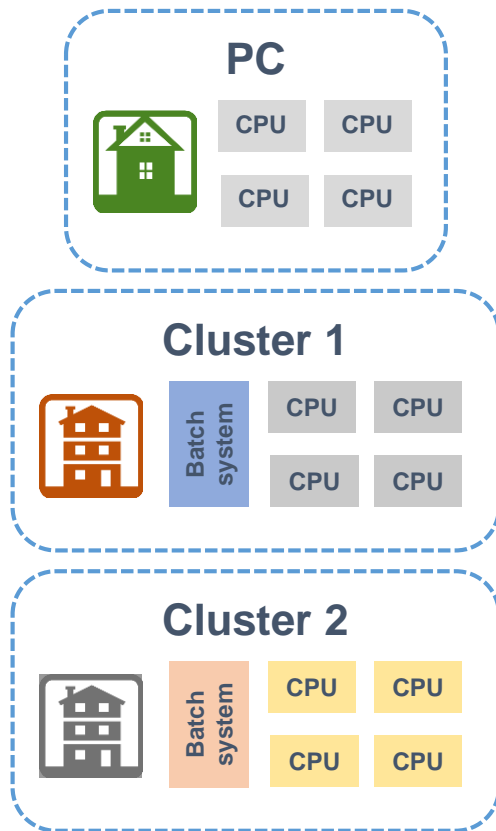 PC
CPU CPU
CPU CPU
Cluster 1
Batch
system
CPU CPU
CPU CPU
Cluster 2
Batch
system
CPU CPU
CPU CPU